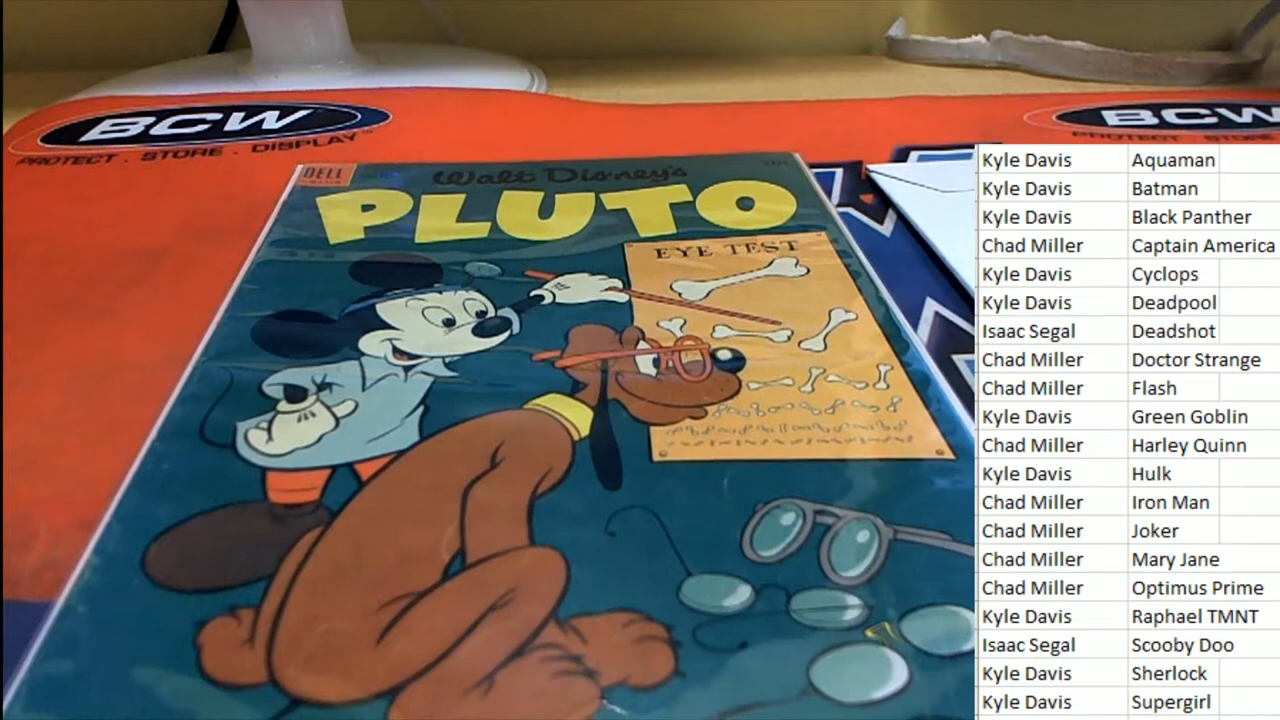 BCW
PROTECT . STORE . DISPLAY
BCW
DELL
Walt Disney's
PLUTO
EYE TEST
Kyle Davis Aquaman
Kyle Davis Batman
Kyle Davis Black Panther
Chad Miller Captain America
Kyle Davis Cyclops
Kyle Davis Deadpool
Isaac Segal Deadshot
Chad Miller Doctor Strange
Chad Miller Flash
Kyle Davis Green Goblin
Chad Miller Harley Quinn
Kyle Davis Hulk
Chad Miller Iron Man
Chad Miller Joker
Chad Miller Mary Jane
Chad Miller Optimus Prime
Kyle Davis Raphael TMNT
Isaac Segal Scooby Doo
Kyle Davis Sherlock
Kyle Davis Supergirl